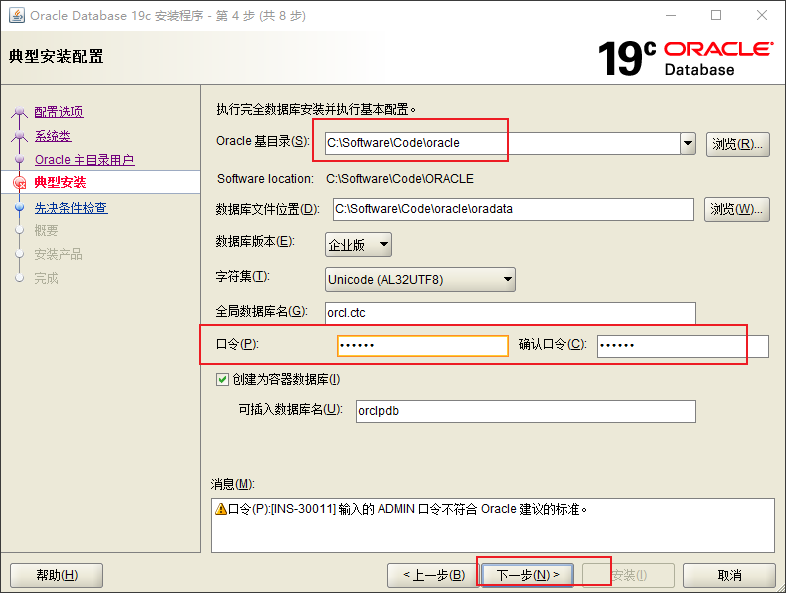 Oracle Database 19c 安装程序 - 第 4 步 (共 8 步)
典型安装配置
19c ORACLE
Database
配置选项
系统类
Oracle 主目录用户
典型安装
先决条件检查
概要
安装产品
完成
执行完全数据库安装并执行基本配置。
Oracle 基目录(S): C:\Software\Code\oracle 浏览(R)...
Software location: C:\Software\Code\ORACLE
数据库文件位置(D): C:\Software\Code\oracle\oradata 浏览(W)...
数据库版本(E): 企业版
字符集(T): Unicode (AL32UTF8)
全局数据库名(G): orcl.ctc
口令(P): •••••• 确认口令(C): ••••••
创建为容器数据库(I)
可插入数据库名(U): orclpdb
消息(M):
口令(P):[INS-30011] 输入的 ADMIN 口令不符合 Oracle 建议的标准。
帮助(H) < 上一步(B) 下一步(N) > 安装(I) 取消